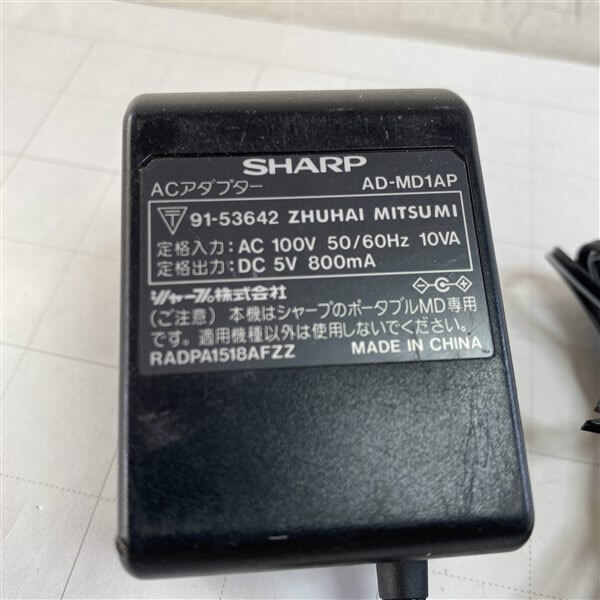 SHARP
ACアダプター AD-MD1AP
91-53642 ZHUHAI MITSUMI
定格入力:AC 100V 50/60Hz 10VA
定格出力:DC 5V 800mA
シャープ株式会社
(ご注意) 本機はシャープのポータブルMD専用
です。適用機種以外は使用しないでください。
RADPA1518AFZZ MADE IN CHINA